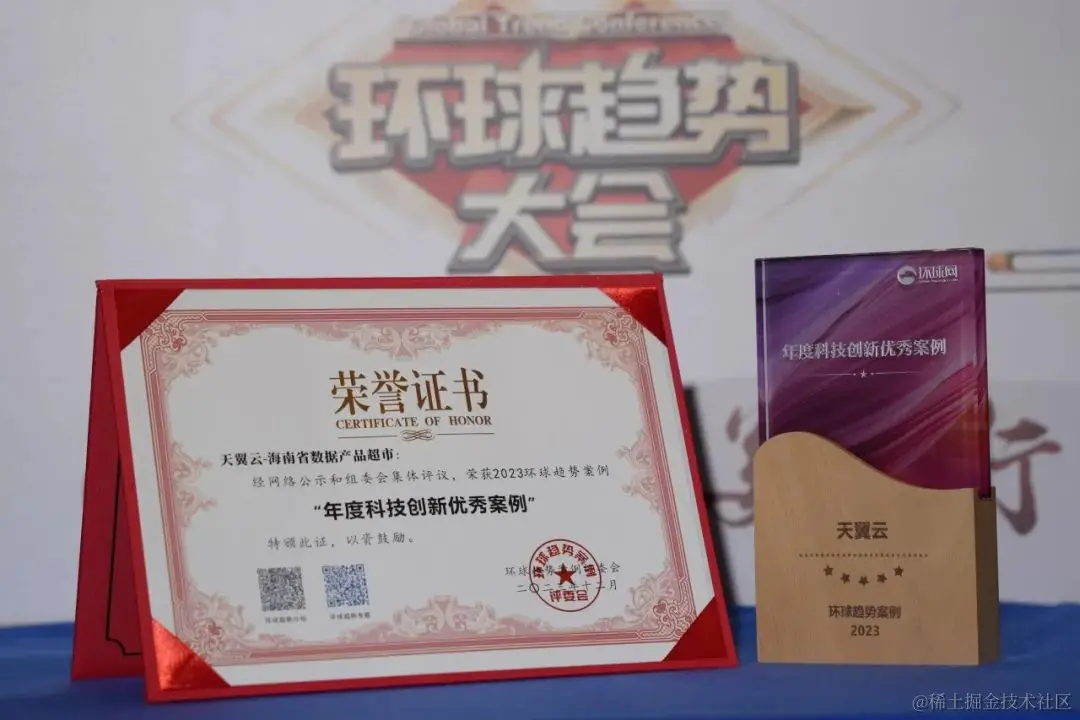 Global Trend Conference
环球趋势
大会
荣誉证书
CERTIFICATE OF HONOR
天翼云-海南省数据产品超市:
经网络公示和组委会集体评议,荣获2023环球趋势案例
“年度科技创新优秀案例”
特颁此证,以资鼓励。
环球趋势案例
评委会
十二月
环球网
年度科技创新优秀案例
天翼云
环球趋势案例
2023
行
@稀土掘金技术社区